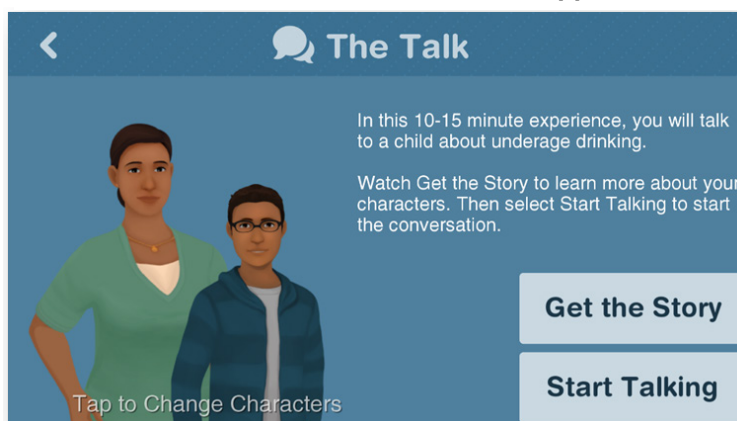 The Talk
In this 10-15 minute experience, you will talk
to a child about underage drinking.
Watch Get the Story to learn more about your
characters. Then select Start Talking to start
the conversation.
Get the Story
Start Talking
Tap to Change Characters